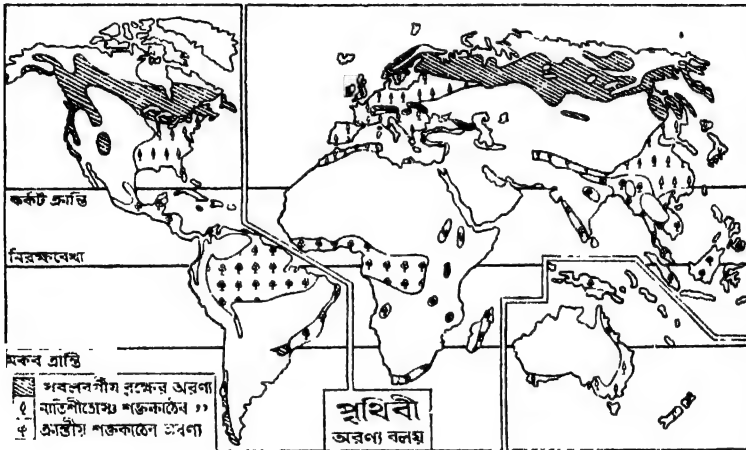 কর্কট ক্রান্তি
নিরক্ষরেখা
মকর ক্রান্তি
সরলবর্গীয় বৃক্ষের অরণ্য
নাতিশীতোষ্ণ শক্তকাঠের ,,
ক্রান্তীয় শক্তকাঠের অরণ্য
পৃথিবী
অরণ্য বলয়